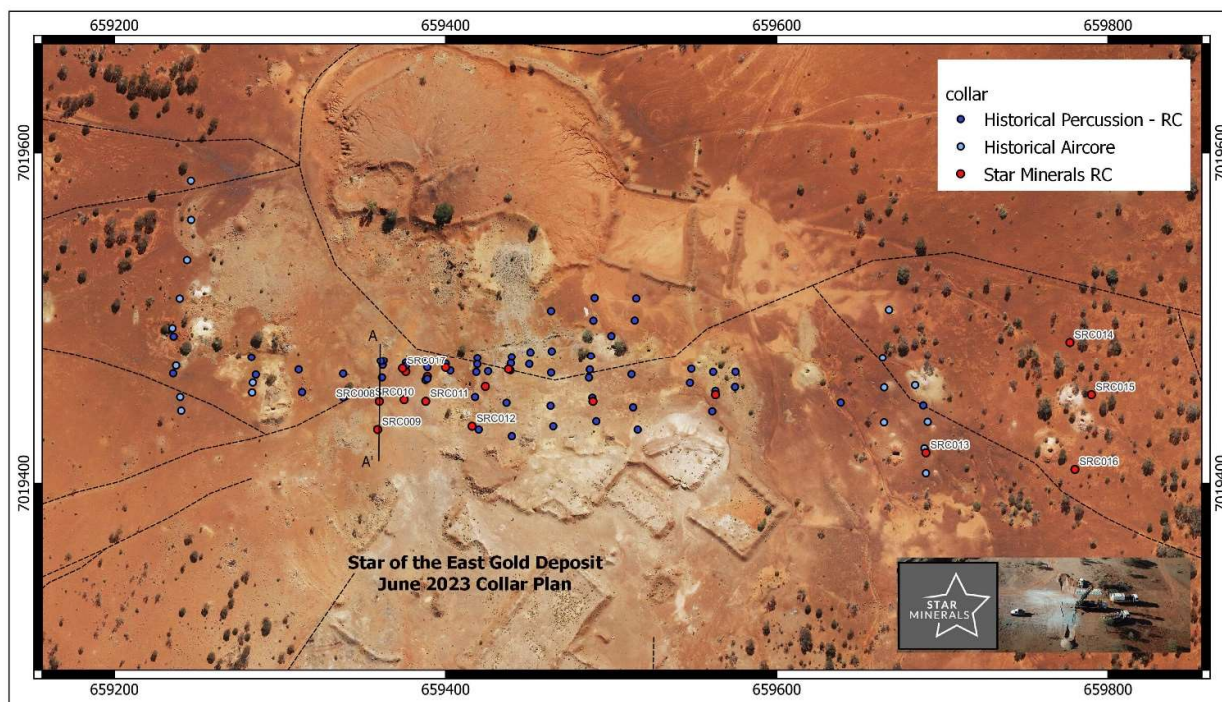 659200
659400
659600
659800
7019600
7019600
collar
Historical Percussion - RC
Historical Aircore
Star Minerals RC
A
SRC017
SRC014
SRC008
SRC010
SRC011
SRC015
SRC009
SRC012
SRC013
SRC016
A'
7019400
7019400
Star of the East Gold Deposit
June 2023 Collar Plan
STAR
MINERALS
659200
659400
659600
659800